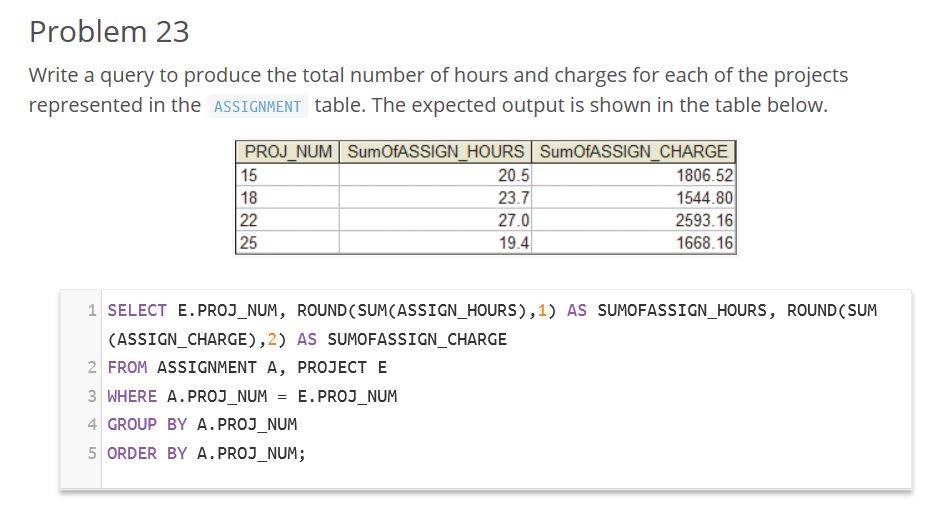 Problem 23
Write a query to produce the total number of hours and charges for each of the projects
represented in the ASSIGNMENT table. The expected output is shown in the table below.
PROJ_NUM SumOfASSIGN_HOURS SumOfASSIGN_CHARGE
15 20.5 1806.52
18 23.7 1544.80
22 27.0 2593.16
25 19.4 1668.16
1 SELECT E.PROJ_NUM, ROUND(SUM(ASSIGN_HOURS),1) AS SUMOFASSIGN_HOURS, ROUND(SUM
(ASSIGN_CHARGE),2) AS SUMOFASSIGN_CHARGE
2 FROM ASSIGNMENT A, PROJECT E
3 WHERE A.PROJ_NUM = E.PROJ_NUM
4 GROUP BY A.PROJ_NUM
5 ORDER BY A.PROJ_NUM;